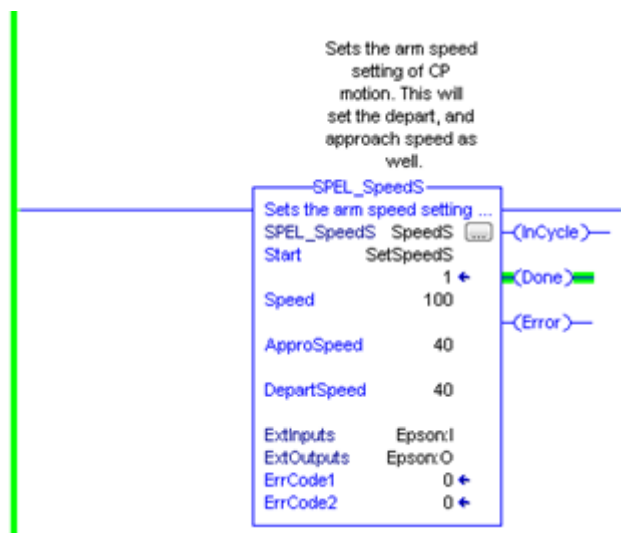 Sets the arm speed
setting of CP
motion. This will
set the depart, and
approach speed as
well.
SPEL_SpeedS
Sets the arm speed setting ...
SPEL_SpeedS SpeedS ...
(InCycle)
Start SetSpeedS
1
(Done)
Speed 100
(Error)
ApproSpeed 40
DepartSpeed 40
ExtInputs Epson:I
ExtOutputs Epson:O
ErrCode1 0
ErrCode2 0